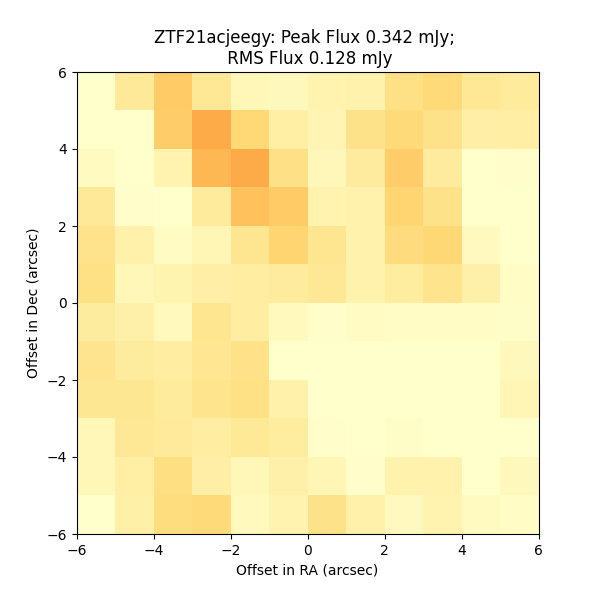 ZTF21acjeegy: Peak Flux 0.342 mJy;
RMS Flux 0.128 mJy
6
4
2
0
−2
−4
−6
Offset in Dec (arcsec)
−6 −4 −2 0 2 4 6
Offset in RA (arcsec)